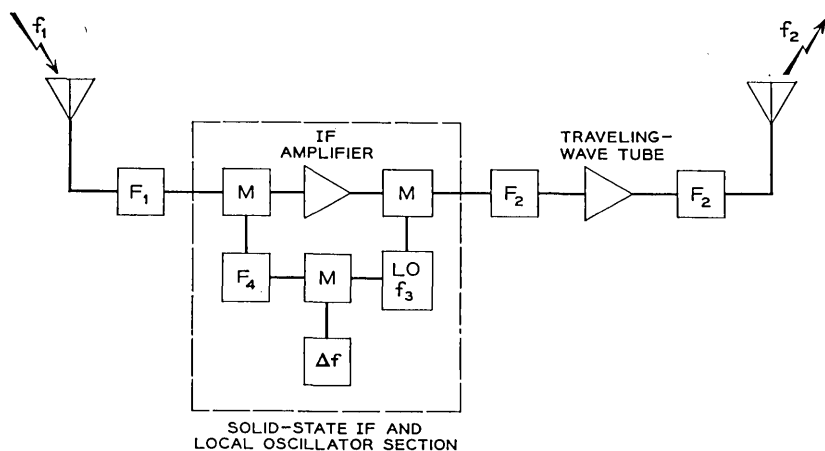 f1
f2
IF
AMPLIFIER
TRAVELING-
WAVE TUBE
F1
M
M
F2
F2
F4
M
LO
f3
Δf
SOLID-STATE IF AND
LOCAL OSCILLATOR SECTION